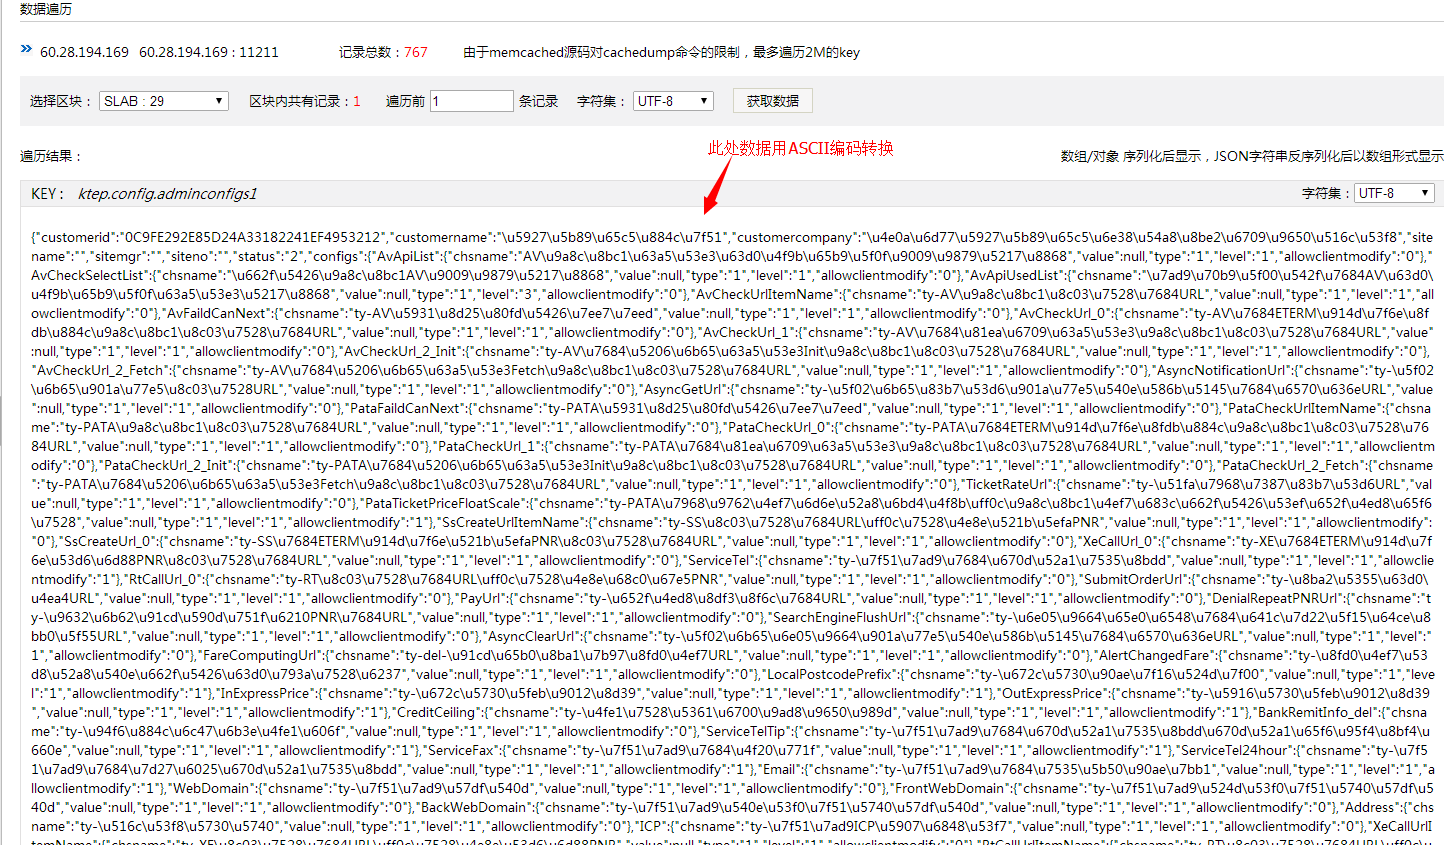 数据遍历
» 60.28.194.169 60.28.194.169 : 11211 记录总数：767 由于memcached源码对cachedump命令的限制，最多遍历2M的key
选择区块： SLAB : 29 区块内共有记录：1 遍历前 1 条记录 字符集： UTF-8 获取数据
此处数据用ASCII编码转换
遍历结果： 数组/对象 序列化后显示，JSON字符串反序列化后以数组形式显示
KEY： ktep.config.adminconfigs1 字符集：UTF-8
{"customerid":"0C9FE292E85D24A33182241EF4953212","customername":"\u5927\u5b89\u65c5\u884c\u7f51","customercompany":"\u4e0a\u6d77\u5927\u5b89\u65c5\u6e38\u54a8\u8be2\u6709\u9650\u516c\u53f8","site
name":"","sitemgr":"","siteno":"","status":"2","configs":{"AvApiList":{"chsname":"AV\u9a8c\u8bc1\u63a5\u53e3\u63d0\u4f9b\u65b9\u5f0f\u9009\u9879\u5217\u8868","value":null,"type":"1","level":"1","allowclientmodify":"0"},"
AvCheckSelectList":{"chsname":"\u662f\u5426\u9a8c\u8bc1AV\u9009\u9879\u5217\u8868","value":null,"type":"1","level":"1","allowclientmodify":"0"},"AvApiUsedList":{"chsname":"\u7ad9\u70b9\u5f00\u542f\u7684AV\u63d0
\u4f9b\u65b9\u5f0f\u63a5\u53e3\u5217\u8868","value":null,"type":"1","level":"3","allowclientmodify":"0"},"AvCheckUrlItemName":{"chsname":"ty-AV\u9a8c\u8bc1\u8c03\u7528\u7684URL","value":null,"type":"1","level":"1","all
owclientmodify":"0"},"AvFaildCanNext":{"chsname":"ty-AV\u5931\u8d25\u80fd\u5426\u7ee7\u7eed","value":null,"type":"1","level":"1","allowclientmodify":"0"},"AvCheckUrl_0":{"chsname":"ty-AV\u7684ETERM\u914d\u7f6e\u8f
db\u884c\u9a8c\u8bc1\u8c03\u7528\u7684URL","value":null,"type":"1","level":"1","allowclientmodify":"0"},"AvCheckUrl_1":{"chsname":"ty-AV\u7684\u81ea\u6709\u63a5\u53e3\u9a8c\u8bc1\u8c03\u7528\u7684URL","value"
:null,"type":"1","level":"1","allowclientmodify":"0"},"AvCheckUrl_2_Init":{"chsname":"ty-AV\u7684\u5206\u6b65\u63a5\u53e3Init\u9a8c\u8bc1\u8c03\u7528\u7684URL","value":null,"type":"1","level":"1","allowclientmodify":"0"},
"AvCheckUrl_2_Fetch":{"chsname":"ty-AV\u7684\u5206\u6b65\u63a5\u53e3Fetch\u9a8c\u8bc1\u8c03\u7528\u7684URL","value":null,"type":"1","level":"1","allowclientmodify":"0"},"AsyncNotificationUrl":{"chsname":"ty-\u5f02
\u6b65\u901a\u77e5\u8c03\u7528URL","value":null,"type":"1","level":"1","allowclientmodify":"0"},"AsyncGetUrl":{"chsname":"ty-\u5f02\u6b65\u83b7\u53d6\u901a\u77e5\u540e\u586b\u5145\u7684\u6570\u636eURL","value"
:null,"type":"1","level":"1","allowclientmodify":"0"},"PataFaildCanNext":{"chsname":"ty-PATA\u5931\u8d25\u80fd\u5426\u7ee7\u7eed","value":null,"type":"1","level":"1","allowclientmodify":"0"},"PataCheckUrlItemName":{"chsna
me":"ty-PATA\u9a8c\u8bc1\u8c03\u7528\u7684URL","value":null,"type":"1","level":"1","allowclientmodify":"0"},"PataCheckUrl_0":{"chsname":"ty-PATA\u7684ETERM\u914d\u7f6e\u8fdb\u884c\u9a8c\u8bc1\u8c03\u7528\u76
84URL","value":null,"type":"1","level":"1","allowclientmodify":"0"},"PataCheckUrl_1":{"chsname":"ty-PATA\u7684\u81ea\u6709\u63a5\u53e3\u9a8c\u8bc1\u8c03\u7528\u7684URL","value":null,"type":"1","level":"1","allowclientm
odify":"0"},"PataCheckUrl_2_Init":{"chsname":"ty-PATA\u7684\u5206\u6b65\u63a5\u53e3Init\u9a8c\u8bc1\u8c03\u7528\u7684URL","value":null,"type":"1","level":"1","allowclientmodify":"0"},"PataCheckUrl_2_Fetch":{"chsname"
:"ty-PATA\u7684\u5206\u6b65\u63a5\u53e3Fetch\u9a8c\u8bc1\u8c03\u7528\u7684URL","value":null,"type":"1","level":"1","allowclientmodify":"0"},"TicketRateUrl":{"chsname":"ty-\u51fa\u7968\u7387\u83b7\u53d6URL","value
":null,"type":"1","level":"1","allowclientmodify":"0"},"PataTicketPriceFloatScale":{"chsname":"ty-PATA\u7968\u9762\u4ef7\u6d6e\u52a8\u6bd4\u4f8b\uff0c\u9a8c\u8bc1\u4ef7\u683c\u662f\u5426\u53ef\u652f\u4ed8\u65f6
\u7528","value":null,"type":"1","level":"1","allowclientmodify":"1"},"SsCreateUrlItemName":{"chsname":"ty-SS\u8c03\u7528\u7684URL\uff0c\u7528\u4e8e\u521b\u5efaPNR","value":null,"type":"1","level":"1","allowclientmodify":
"0"},"SsCreateUrl_0":{"chsname":"ty-SS\u7684ETERM\u914d\u7f6e\u521b\u5efaPNR\u8c03\u7528\u7684URL","value":null,"type":"1","level":"1","allowclientmodify":"0"},"XeCallUrl_0":{"chsname":"ty-XE\u7684ETERM\u914d\u7f
6e\u53d6\u6d88PNR\u8c03\u7528\u7684URL","value":null,"type":"1","level":"1","allowclientmodify":"0"},"ServiceTel":{"chsname":"ty-\u7f51\u7ad9\u7684\u670d\u52a1\u7535\u8bdd","value":null,"type":"1","level":"1","allowclie
ntmodify":"1"},"RtCallUrl_0":{"chsname":"ty-RT\u8c03\u7528\u7684URL\uff0c\u7528\u4e8e\u68c0\u67e5PNR","value":null,"type":"1","level":"1","allowclientmodify":"0"},"SubmitOrderUrl":{"chsname":"ty-\u8ba2\u5355\u63d0
\u4ea4URL","value":null,"type":"1","level":"1","allowclientmodify":"0"},"PayUrl":{"chsname":"ty-\u652f\u4ed8\u8df3\u8f6c\u7684URL","value":null,"type":"1","level":"1","allowclientmodify":"0"},"DenialRepeatPNRUrl":{"chsname":"t
y-\u9632\u6b62\u91cd\u590d\u751f\u6210PNR\u7684URL","value":null,"type":"1","level":"1","allowclientmodify":"0"},"SearchEngineFlushUrl":{"chsname":"ty-\u6e05\u9664\u65e0\u6548\u7684\u641c\u7d22\u5f15\u64ce\u8
bb0\u5f55URL","value":null,"type":"1","level":"1","allowclientmodify":"0"},"AsyncClearUrl":{"chsname":"ty-\u5f02\u6b65\u6e05\u9664\u901a\u77e5\u540e\u586b\u5145\u7684\u6570\u636eURL","value":null,"type":"1","level":"
1","allowclientmodify":"0"},"FareComputingUrl":{"chsname":"ty-del-\u91cd\u65b0\u8ba1\u7b97\u8fd0\u4ef7URL","value":null,"type":"1","level":"1","allowclientmodify":"0"},"AlertChangedFare":{"chsname":"ty-\u8fd0\u4ef7\u53
d8\u52a8\u540e\u662f\u5426\u63d0\u793a\u7528\u6237","value":null,"type":"1","level":"1","allowclientmodify":"0"},"LocalPostcodePrefix":{"chsname":"ty-\u672c\u5730\u90ae\u7f16\u524d\u7f00","value":null,"type":"1","leve
l":"1","allowclientmodify":"1"},"InExpressPrice":{"chsname":"ty-\u672c\u5730\u5feb\u9012\u8d39","value":null,"type":"1","level":"1","allowclientmodify":"1"},"OutExpressPrice":{"chsname":"ty-\u5916\u5730\u5feb\u9012\u8d39
","value":null,"type":"1","level":"1","allowclientmodify":"1"},"CreditCeiling":{"chsname":"ty-\u4fe1\u7528\u5361\u6700\u9ad8\u9650\u989d","value":null,"type":"1","level":"1","allowclientmodify":"1"},"BankRemitInfo_del":{"chsna
me":"ty-\u94f6\u884c\u6c47\u6b3e\u4fe1\u606f","value":null,"type":"1","level":"1","allowclientmodify":"0"},"ServiceTelTip":{"chsname":"ty-\u7f51\u7ad9\u7684\u670d\u52a1\u7535\u8bdd\u670d\u52a1\u65f6\u95f4\u8bf4\u
660e","value":null,"type":"1","level":"1","allowclientmodify":"1"},"ServiceFax":{"chsname":"ty-\u7f51\u7ad9\u7684\u4f20\u771f","value":null,"type":"1","level":"1","allowclientmodify":"1"},"ServiceTel24hour":{"chsname":"ty-\u7f5
1\u7ad9\u7684\u7d27\u6025\u670d\u52a1\u7535\u8bdd","value":null,"type":"1","level":"1","allowclientmodify":"1"},"Email":{"chsname":"ty-\u7f51\u7ad9\u7684\u7535\u5b50\u90ae\u7bb1","value":null,"type":"1","level":"1","a
llowclientmodify":"1"},"WebDomain":{"chsname":"ty-\u7f51\u7ad9\u57df\u540d","value":null,"type":"1","level":"1","allowclientmodify":"0"},"FrontWebDomain":{"chsname":"ty-\u7f51\u7ad9\u524d\u53f0\u7f51\u5740\u57df\u5
40d","value":null,"type":"1","level":"1","allowclientmodify":"0"},"BackWebDomain":{"chsname":"ty-\u7f51\u7ad9\u540e\u53f0\u7f51\u5740\u57df\u540d","value":null,"type":"1","level":"1","allowclientmodify":"0"},"Address":{"ch
sname":"ty-\u516c\u53f8\u5730\u5740","value":null,"type":"1","level":"1","allowclientmodify":"0"},"ICP":{"chsname":"ty-\u7f51\u7ad9ICP\u5907\u6848\u53f7","value":null,"type":"1","level":"1","allowclientmodify":"0"},"XeCallUrlI